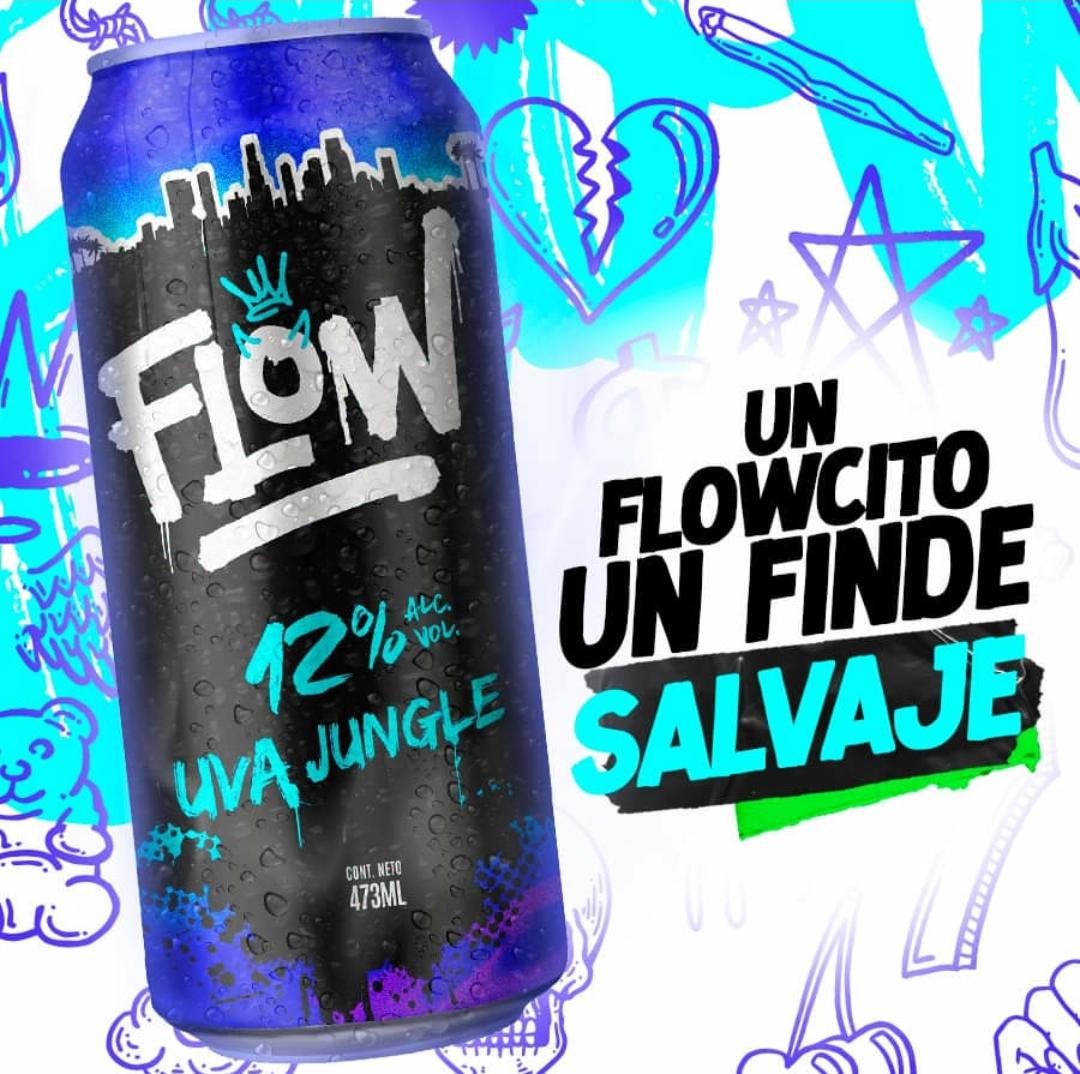 FLOW
12% ALC.
VOL.
UVA JUNGLE
CONT. NETO
473ML
UN
FLOWCITO
UN FINDE
SALVAJE